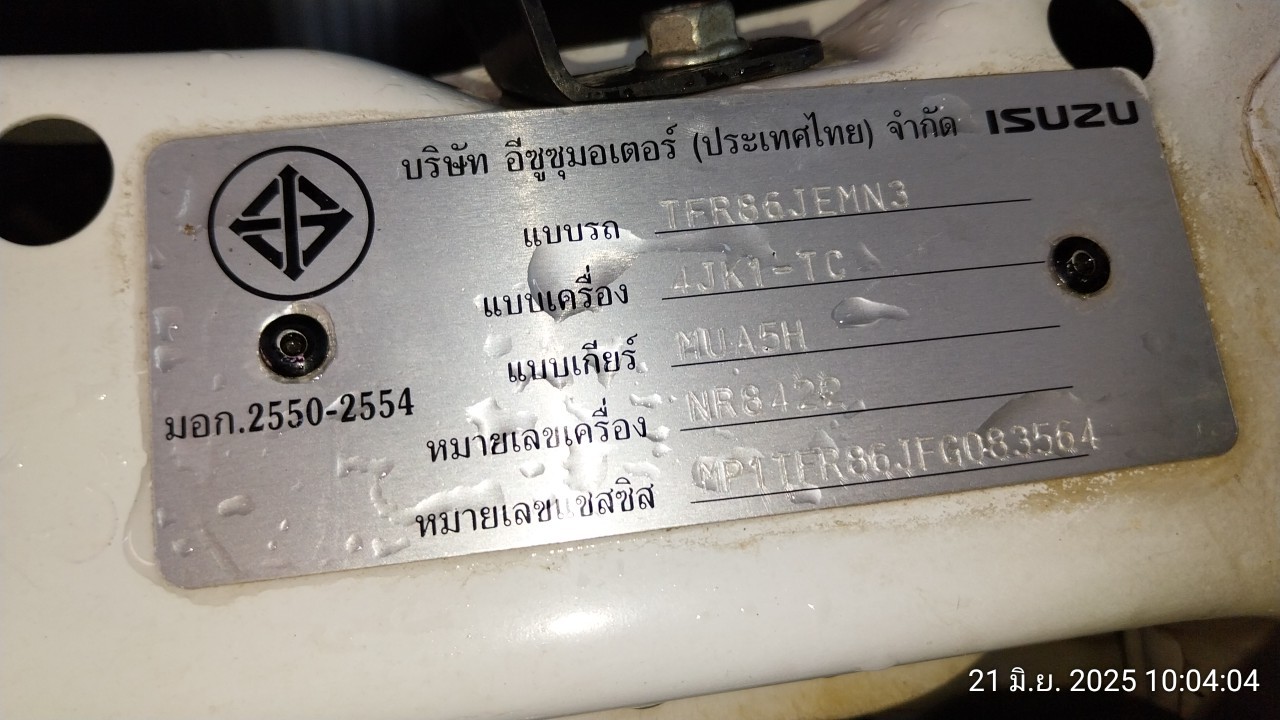 บริษัท อีซูซุมอเตอร์ (ประเทศไทย) จำกัด ISUZU
แบบรถ TFR86JEMN3
แบบเครื่อง 4JK1-TC
แบบเกียร์ MUA5H
มอก.2550-2554
หมายเลขเครื่อง
หมายเลขแชสซิส MP1TFR86JFG083564
21 มิ.ย. 2025 10:04:04